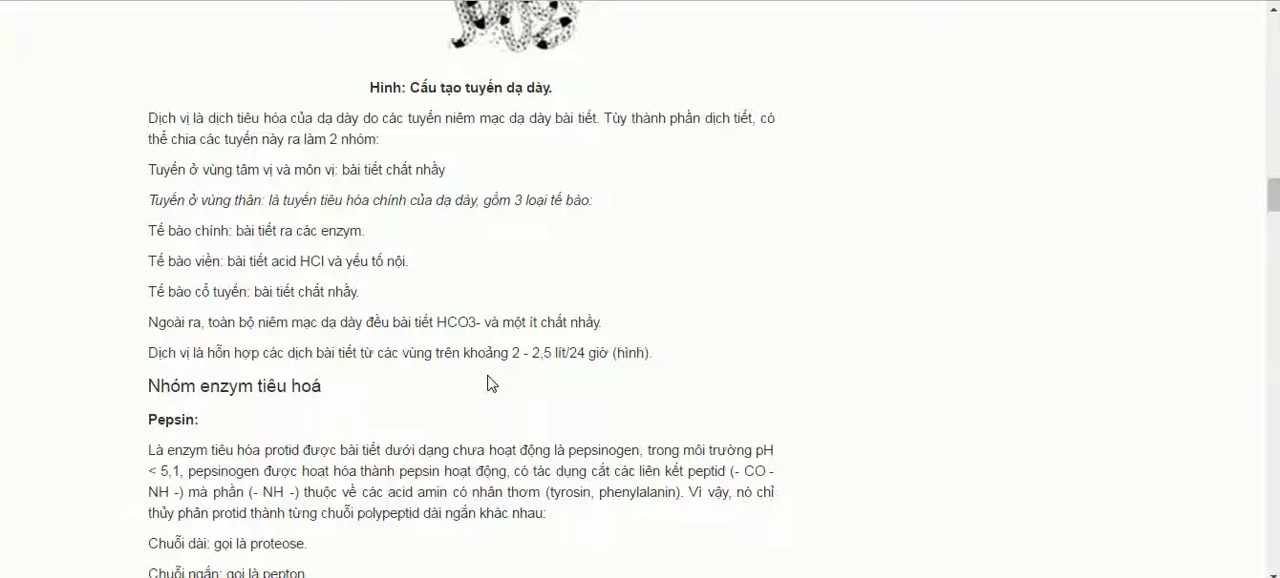 Hình: Cấu tạo tuyến dạ dày.
Dịch vị là dịch tiêu hóa của dạ dày do các tuyến niêm mạc dạ dày bài tiết. Tùy thành phần dịch tiết, có
thể chia các tuyến này ra làm 2 nhóm:
Tuyến ở vùng tâm vị và môn vị: bài tiết chất nhầy
Tuyến ở vùng thân: là tuyến tiêu hóa chính của dạ dày, gồm 3 loại tế bào:
Tế bào chính: bài tiết ra các enzym.
Tế bào viền: bài tiết acid HCl và yếu tố nội.
Tế bào cổ tuyến: bài tiết chất nhầy.
Ngoài ra, toàn bộ niêm mạc dạ dày đều bài tiết HCO3- và một ít chất nhầy.
Dịch vị là hỗn hợp các dịch bài tiết từ các vùng trên khoảng 2 - 2,5 lít/24 giờ (hình).
Nhóm enzym tiêu hoá
Pepsin:
Là enzym tiêu hóa protid được bài tiết dưới dạng chưa hoạt động là pepsinogen, trong môi trường pH
< 5,1, pepsinogen được hoạt hóa thành pepsin hoạt động, có tác dụng cắt các liên kết peptid (- CO -
NH -) mà phần (- NH -) thuộc về các acid amin có nhân thơm (tyrosin, phenylalanin). Vì vậy, nó chỉ
thủy phân protid thành từng chuỗi polypeptid dài ngắn khác nhau:
Chuỗi dài: gọi là proteose.
Chuỗi ngắn: gọi là pepton